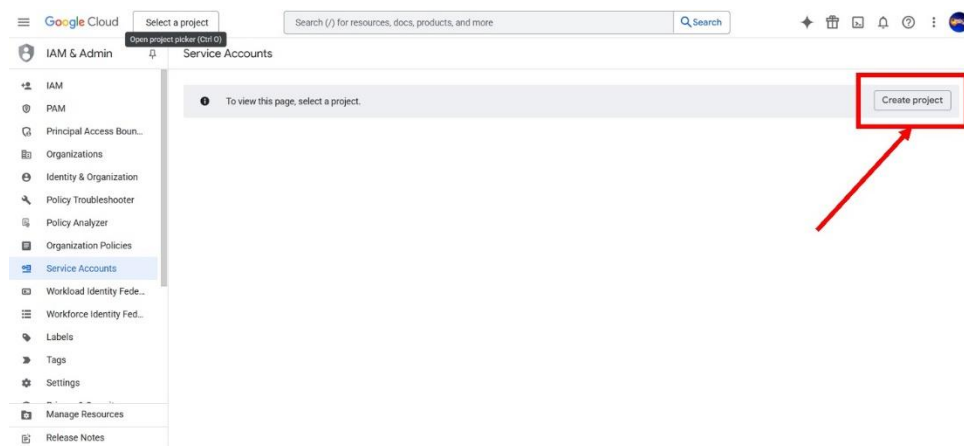 Google Cloud
Select a project
Search (/) for resources, docs, products, and more
Search
Open project picker (Ctrl O)
IAM & Admin
Service Accounts
IAM
PAM
Principal Access Boun...
Organizations
Identity & Organization
Policy Troubleshooter
Policy Analyzer
Organization Policies
Service Accounts
Workload Identity Fede...
Workforce Identity Fed...
Labels
Tags
Settings
Manage Resources
Release Notes
To view this page, select a project.
Create project